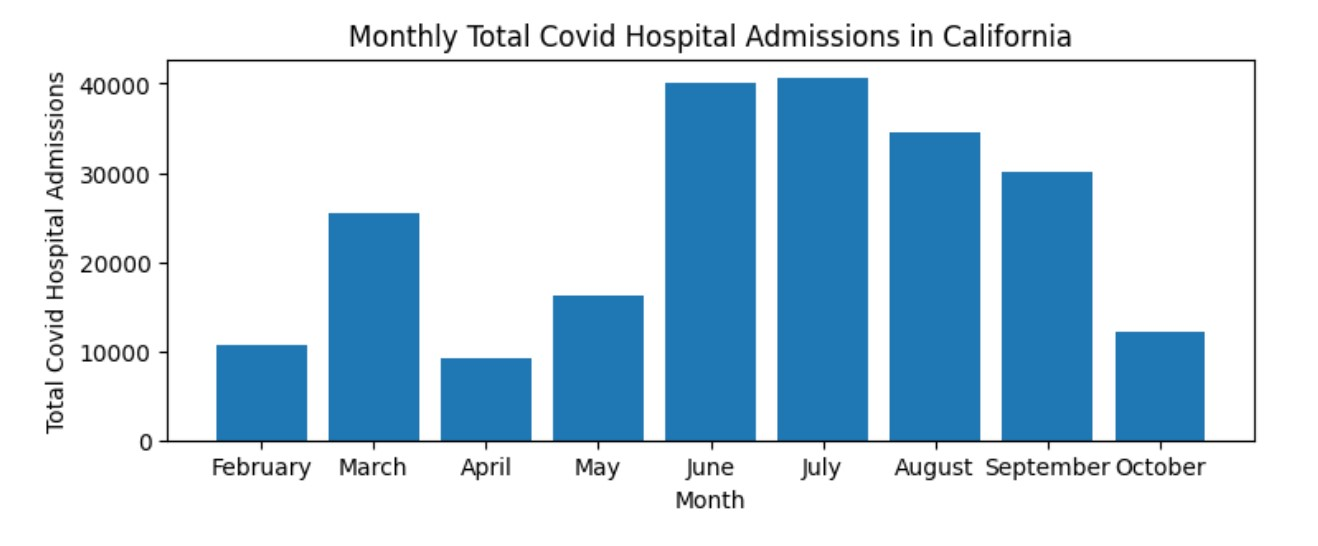 Monthly Total Covid Hospital Admissions in California
Total Covid Hospital Admissions
40000
30000
20000
10000
0
February March April May June July August September October
Month